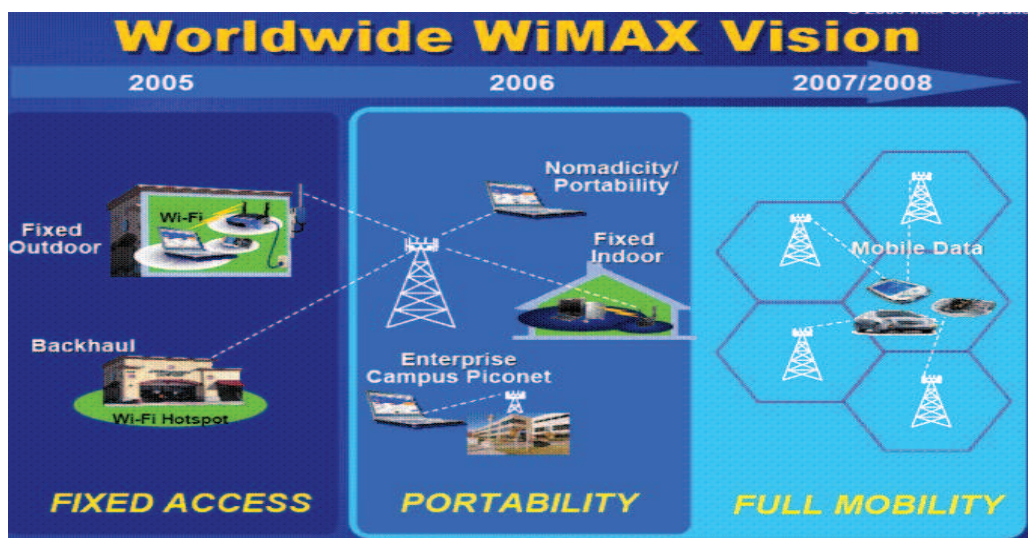 Worldwide WiMAX Vision
2005
2006
2007/2008
Fixed
Outdoor
Wi-Fi
Backhaul
Wi-Fi Hotspot
FIXED ACCESS
Nomadicity/
Portability
Fixed
Indoor
Enterprise
Campus Piconet
PORTABILITY
Mobile Data
FULL MOBILITY